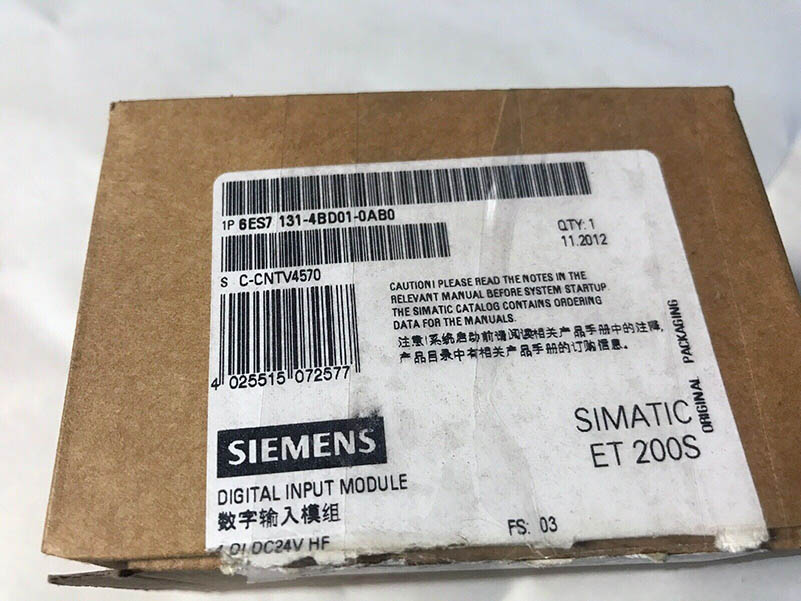 1P 6ES7 131-4BD01-0AB0
QTY: 1
11.2012
S C-CNTV4570
CAUTION! PLEASE READ THE NOTES IN THE
RELEVANT MANUAL BEFORE SYSTEM STARTUP.
THE SIMATIC CATALOG CONTAINS ORDERING
DATA FOR THE MANUALS.
注意!系统启动前请阅读相关产品手册中的注释,
产品目录中有相关产品手册的订购信息。
4 025515 072577
ORIGINAL PACKAGING
SIMATIC
ET 200S
SIEMENS
DIGITAL INPUT MODULE
数字输入模组
FS: 03
4 DI DC24V HF